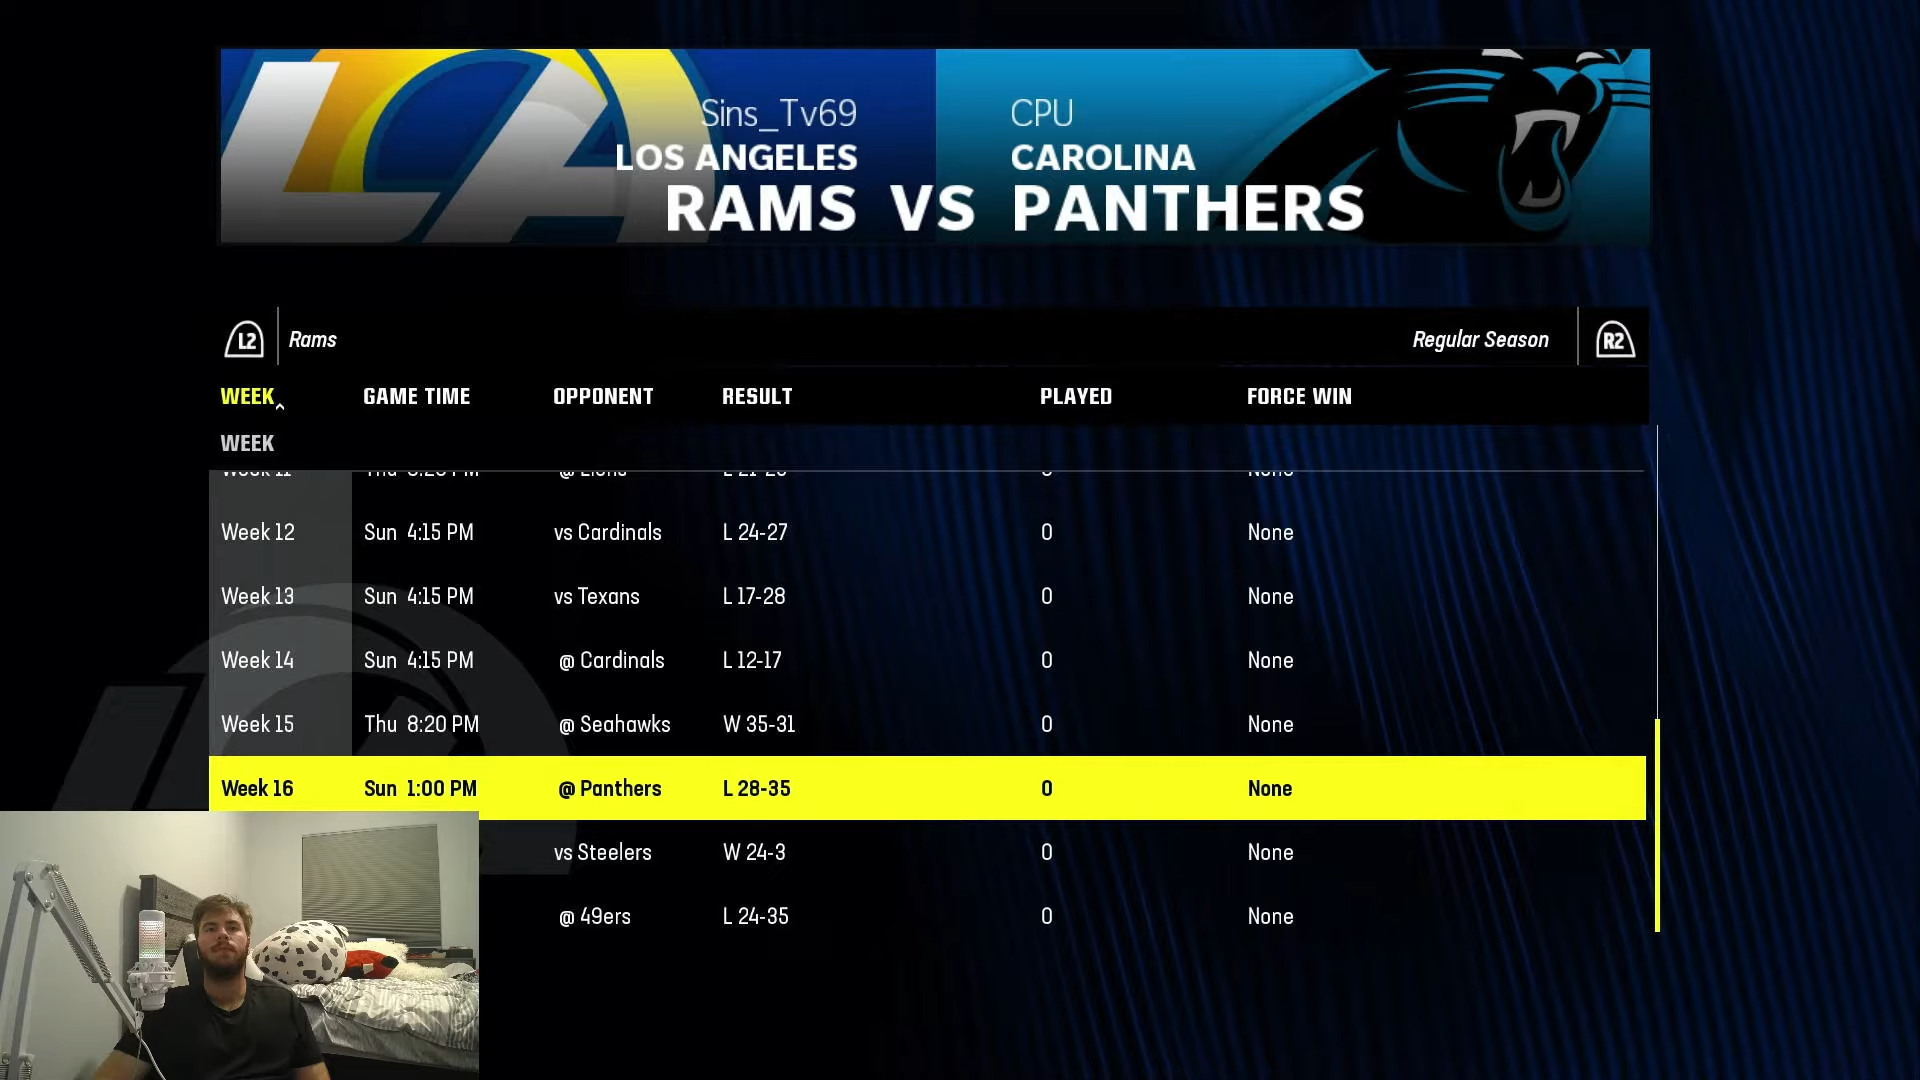 Sins_Tv69 CPU
LOS ANGELES CAROLINA
RAMS VS PANTHERS
L2 Rams Regular Season R2
WEEK GAME TIME OPPONENT RESULT PLAYED FORCE WIN
WEEK
Week 12 Sun 4:15 PM vs Cardinals L 24-27 0 None
Week 13 Sun 4:15 PM vs Texans L 17-28 0 None
Week 14 Sun 4:15 PM @ Cardinals L 12-17 0 None
Week 15 Thu 8:20 PM @ Seahawks W 35-31 0 None
Week 16 Sun 1:00 PM @ Panthers L 28-35 0 None
vs Steelers W 24-3 0 None
@ 49ers L 24-35 0 None